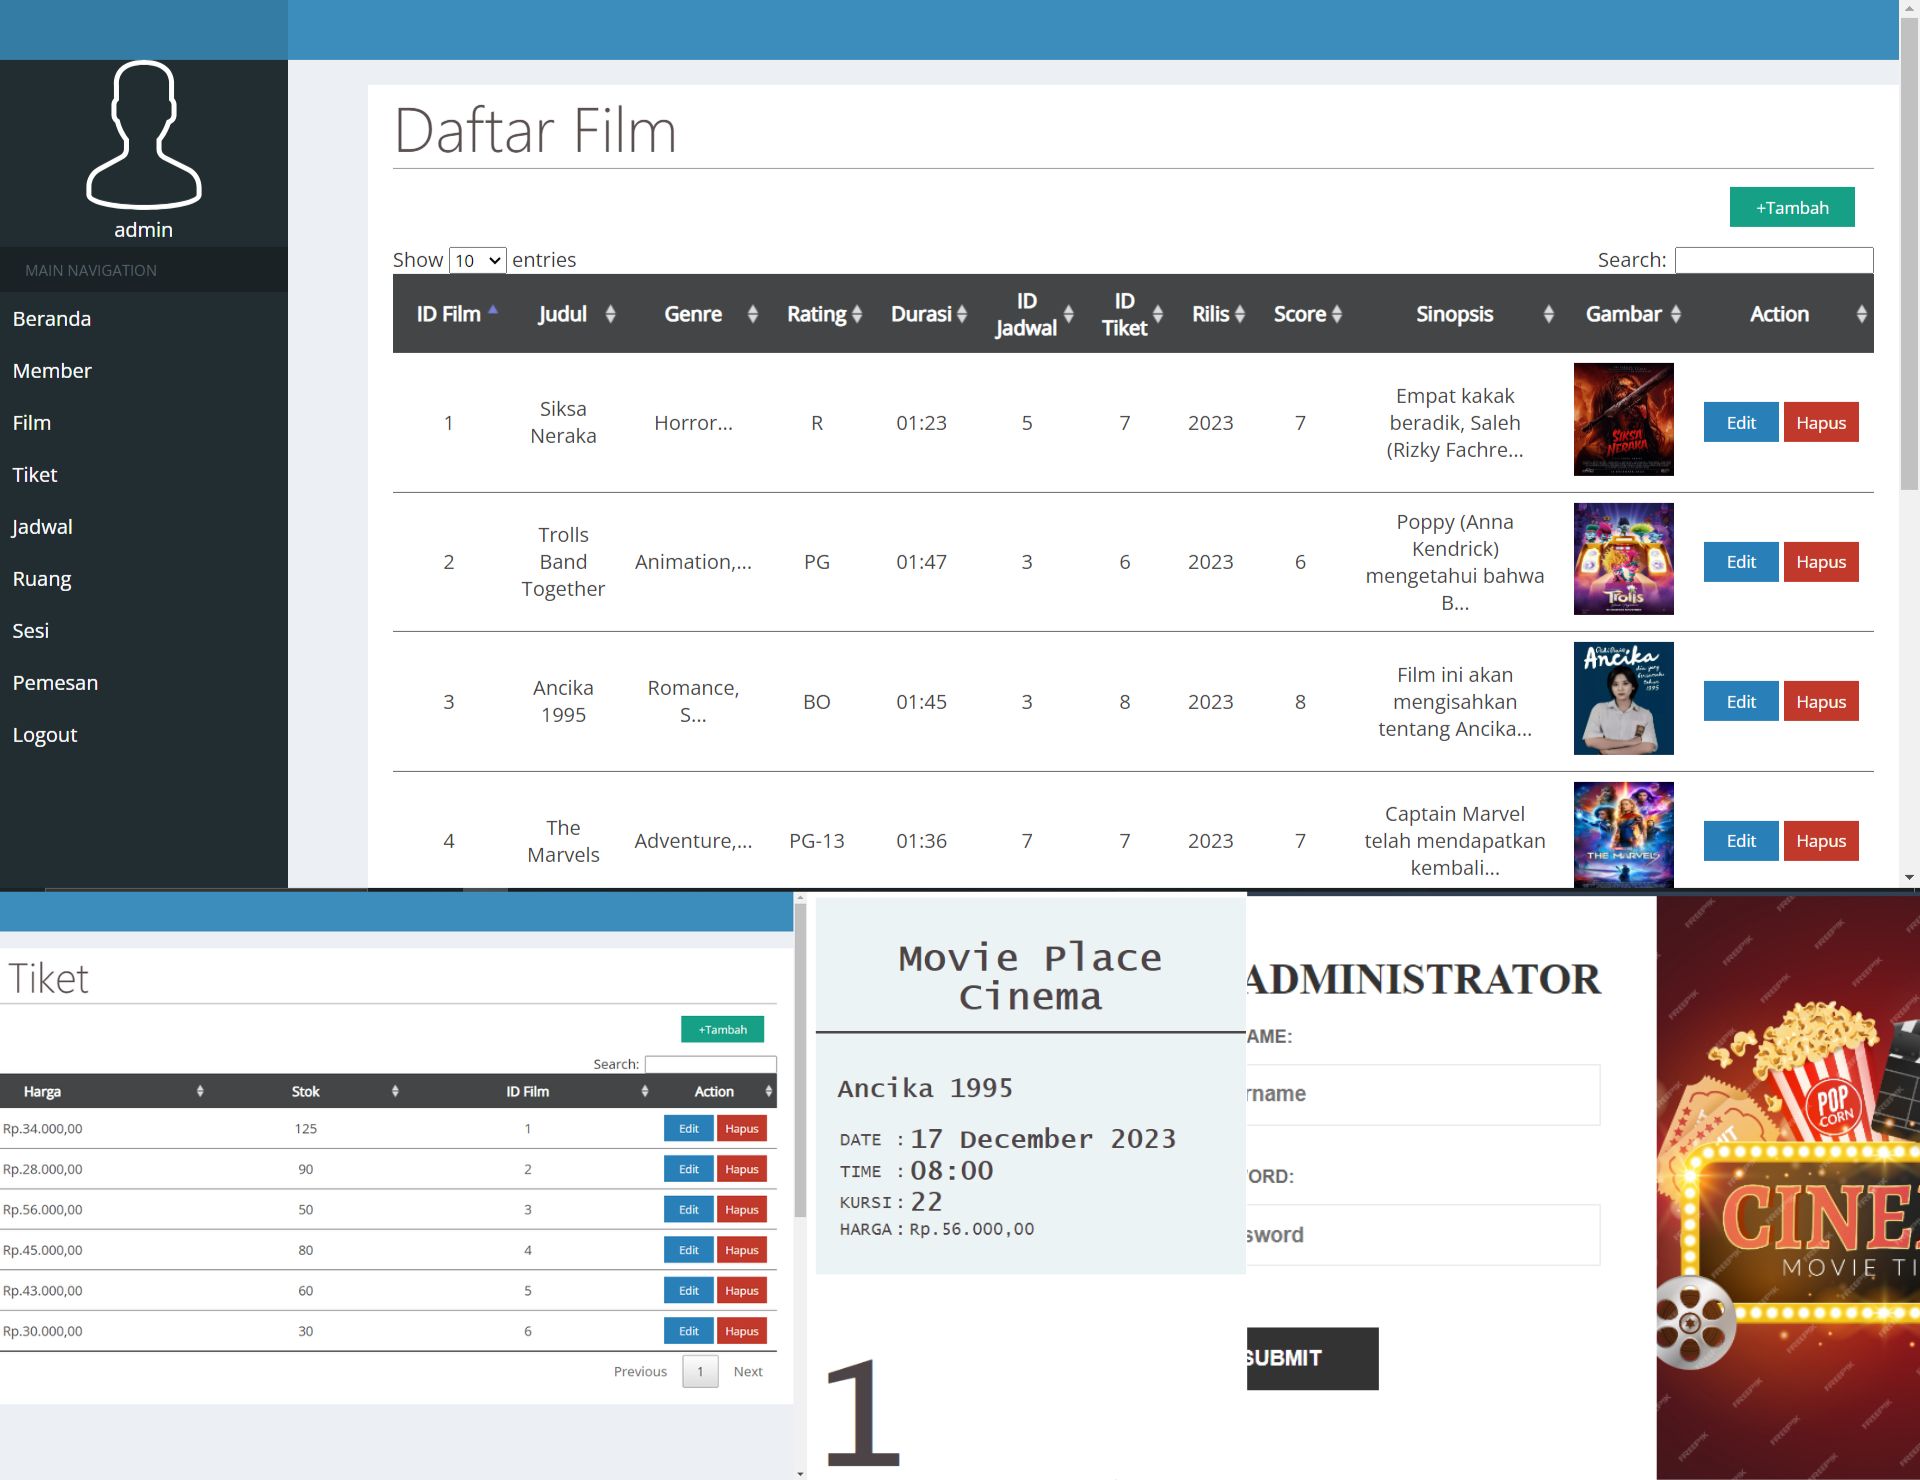 admin
MAIN NAVIGATION
Beranda
Member
Film
Tiket
Jadwal
Ruang
Sesi
Pemesan
Logout
Daftar Film
+Tambah
Show 10 entries
Search:
ID Film Judul Genre Rating Durasi ID Jadwal ID Tiket Rilis Score Sinopsis Gambar Action
1 Siksa Neraka Horror... R 01:23 5 7 2023 7 Empat kakak beradik, Saleh (Rizky Fachre... Edit Hapus
SIKSA NERAKA
2 Trolls Band Together Animation,... PG 01:47 3 6 2023 6 Poppy (Anna Kendrick) mengetahui bahwa B... Edit Hapus
Trolls
3 Ancika 1995 Romance, S... BO 01:45 3 8 2023 8 Film ini akan mengisahkan tentang Ancika... Edit Hapus
Ancika
4 The Marvels Adventure,... PG-13 01:36 7 7 2023 7 Captain Marvel telah mendapatkan kembali... Edit Hapus
THE MARVELS
Tiket
+Tambah
Search:
Harga Stok ID Film Action
Rp.34.000,00 125 1 Edit Hapus
Rp.28.000,00 90 2 Edit Hapus
Rp.56.000,00 50 3 Edit Hapus
Rp.45.000,00 80 4 Edit Hapus
Rp.43.000,00 60 5 Edit Hapus
Rp.30.000,00 30 6 Edit Hapus
Previous 1 Next
Movie Place
Cinema
Ancika 1995
DATE : 17 December 2023
TIME : 08:00
KURSI : 22
HARGA : Rp.56.000,00
1
ADMINISTRATOR
AME:
rname
ORD:
sword
SUBMIT
POP
CORN
CINE
MOVIE TI
FREEPIK